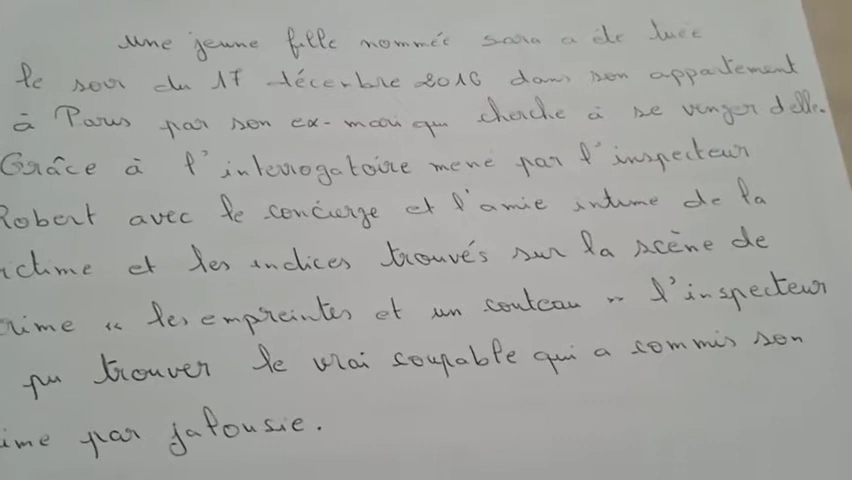 Une jeune fille nommée sara a été tuée
le soir du 17 décembre 2016 dans son appartement
à Paris par son ex-mari qui cherche à se venger d'elle.
Grâce à l'interrogatoire mené par l'inspecteur
Robert avec le concierge et l'amie intime de la
ictime et les indices trouvés sur la scène de
rime « les empreintes et un couteau » l'inspecteur
pu trouver le vrai coupable qui a commis son
ime par jalousie.